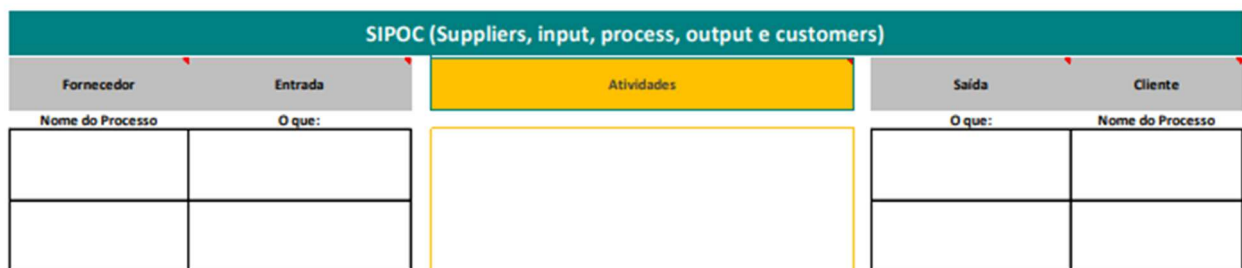 SIPOC (Suppliers, input, process, output e customers)
Fornecedor Entrada Atividades Saída Cliente
Nome do Processo O que: O que: Nome do Processo